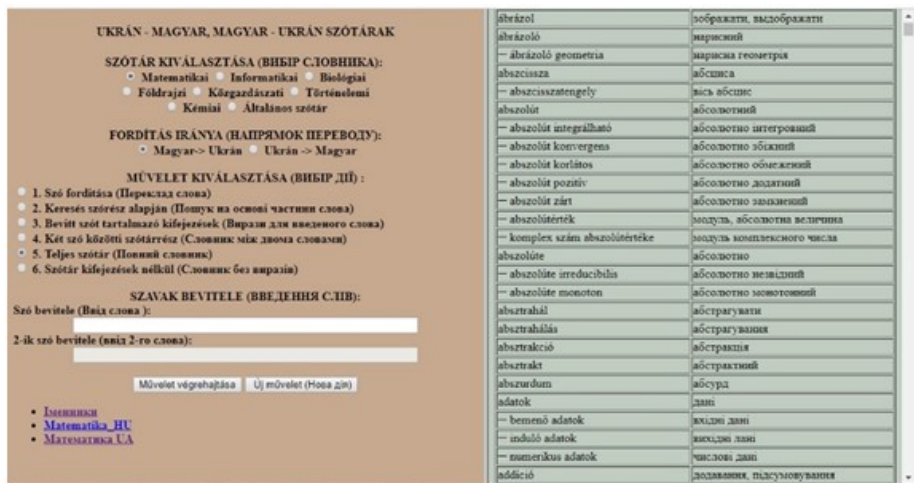 UKRÁN - MAGYAR, MAGYAR - UKRÁN SZÓTÁRAK
SZÓTÁR KIVÁLASZTÁSA (ВИБІР СЛОВНИКА):
Matematikai Informatikai Biológiai
Földrajzi Közgazdászati Történelemi
Kémiai Általános szótár
FORDÍTÁS IRÁNYA (НАПРЯМОК ПЕРЕВОДУ):
Magyar-> Ukrán Ukrán -> Magyar
MŰVELET KIVÁLASZTÁSA (ВИБІР ДІЇ) :
1. Szó fordítása (Переклад слова)
2. Keresés szórész alapján (Пошук на основі частини слова)
3. Bevitt szót tartalmazó kifejezések (Вирази для введеного слова)
4. Két szó közötti szótárrész (Словник між двома словами)
5. Teljes szótár (Повний словник)
6. Szótár kifejezések nélkül (Словник без виразів)
SZAVAK BEVITELE (ВВЕДЕННЯ СЛІВ):
Szó bevitele (Ввід слова ):
2-ik szó bevitele (ввід 2-го слова):
Művelet végrehajtása Új művelet (Нова дія)
Іменники
Matematika_HU
Математика UA
ábrázol зображати, выдображати
ábrázoló нарисний
— ábrázoló geometria нарисна геометрія
abszcissza абсциса
— abszcisszatengely вісь абсцис
abszolút абсолютний
— abszolút integrálható абсолютно інтегровний
— abszolút konvergens абсолютно збіжний
— abszolút korlátos абсолютно обмежений
— abszolút pozitív абсолютно додатний
— abszolút zárt абсолютно замкнений
— abszolútérték модуль, абсолютна величина
— komplex szám abszolútértéke модуль комплексного числа
abszolúte абсолютно
— abszolúte irreducibilis абсолютно незвідний
— abszolúte monoton абсолютно монотонний
absztrahál абстрагувати
absztrahálás абстрагування
absztrakció абстракція
absztrakt абстрактний
abszurdum абсурд
adatok дані
— bemenő adatok вхідні дані
— induló adatok вихідні дані
— numerikus adatok числові дані
addíció додавання, підсумовування